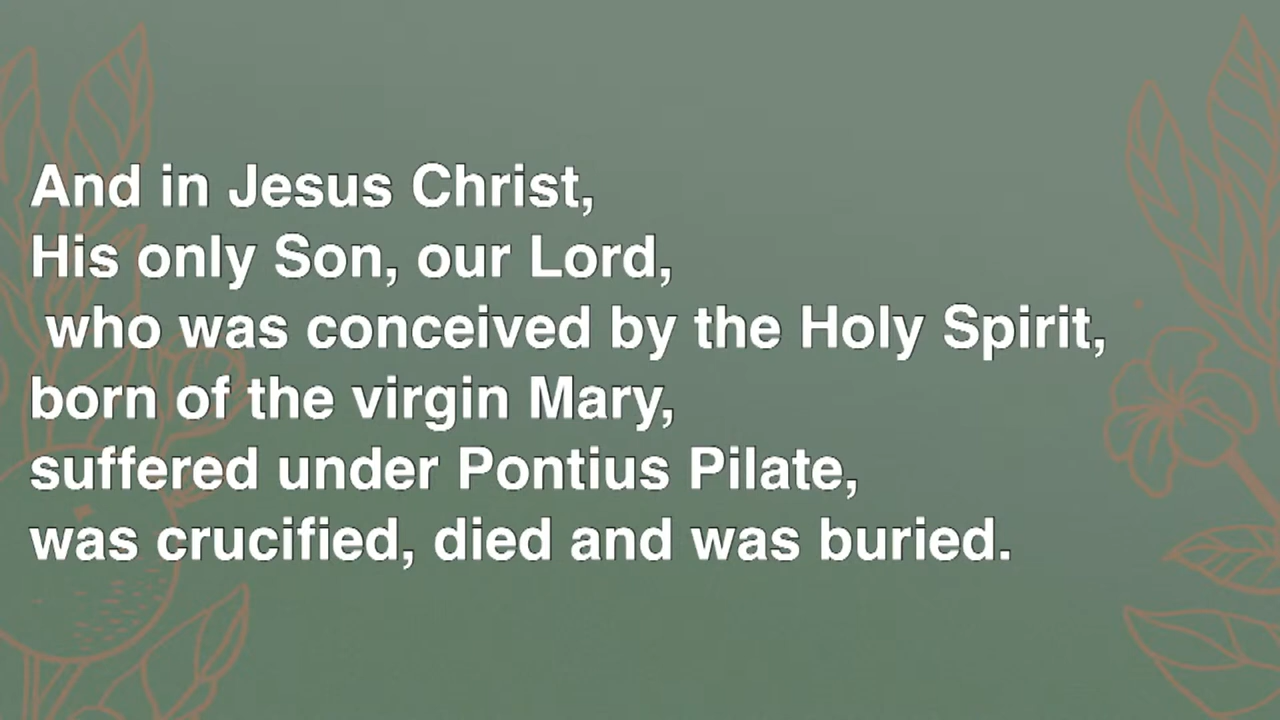 And in Jesus Christ,
His only Son, our Lord,
who was conceived by the Holy Spirit,
born of the virgin Mary,
suffered under Pontius Pilate,
was crucified, died and was buried.